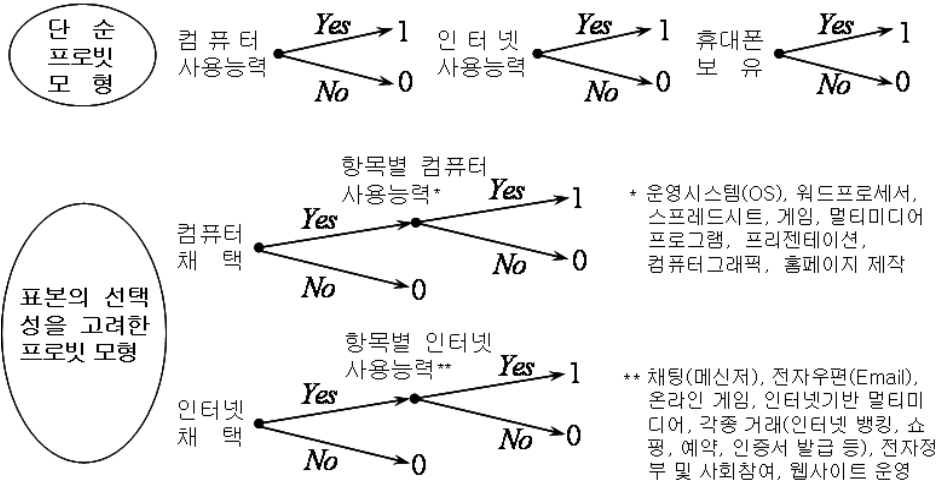 단 순
프로빗
모 형
컴 퓨 터
사용능력
Yes
1
No
0
인 터 넷
사용능력
Yes
1
No
0
휴대폰
보 유
Yes
1
No
0
표본의 선택
성을 고려한
프로빗 모형
컴퓨터
채 택
Yes
No
0
항목별 컴퓨터
사용능력*
Yes
1
No
0
* 운영시스템(OS), 워드프로세서,
스프레드시트, 게임, 멀티미디어
프로그램, 프리젠테이션,
컴퓨터그래픽, 홈페이지 제작
인터넷
채 택
Yes
No
0
항목별 인터넷
사용능력**
Yes
1
No
0
** 채팅(메신저), 전자우편(Email),
온라인 게임, 인터넷기반 멀티미
디어, 각종 거래(인터넷 뱅킹, 쇼
핑, 예약, 인증서 발급 등), 전자정
부 및 사회참여, 웹사이트 운영